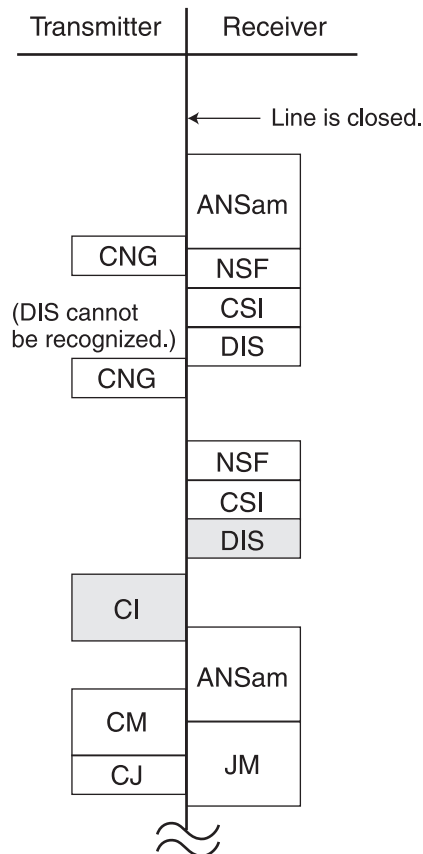 Transmitter Receiver
Line is closed.
ANSam
CNG
NSF
CSI
(DIS cannot
be recognized.)
DIS
CNG
NSF
CSI
DIS
CI
ANSam
CM
JM
CJ